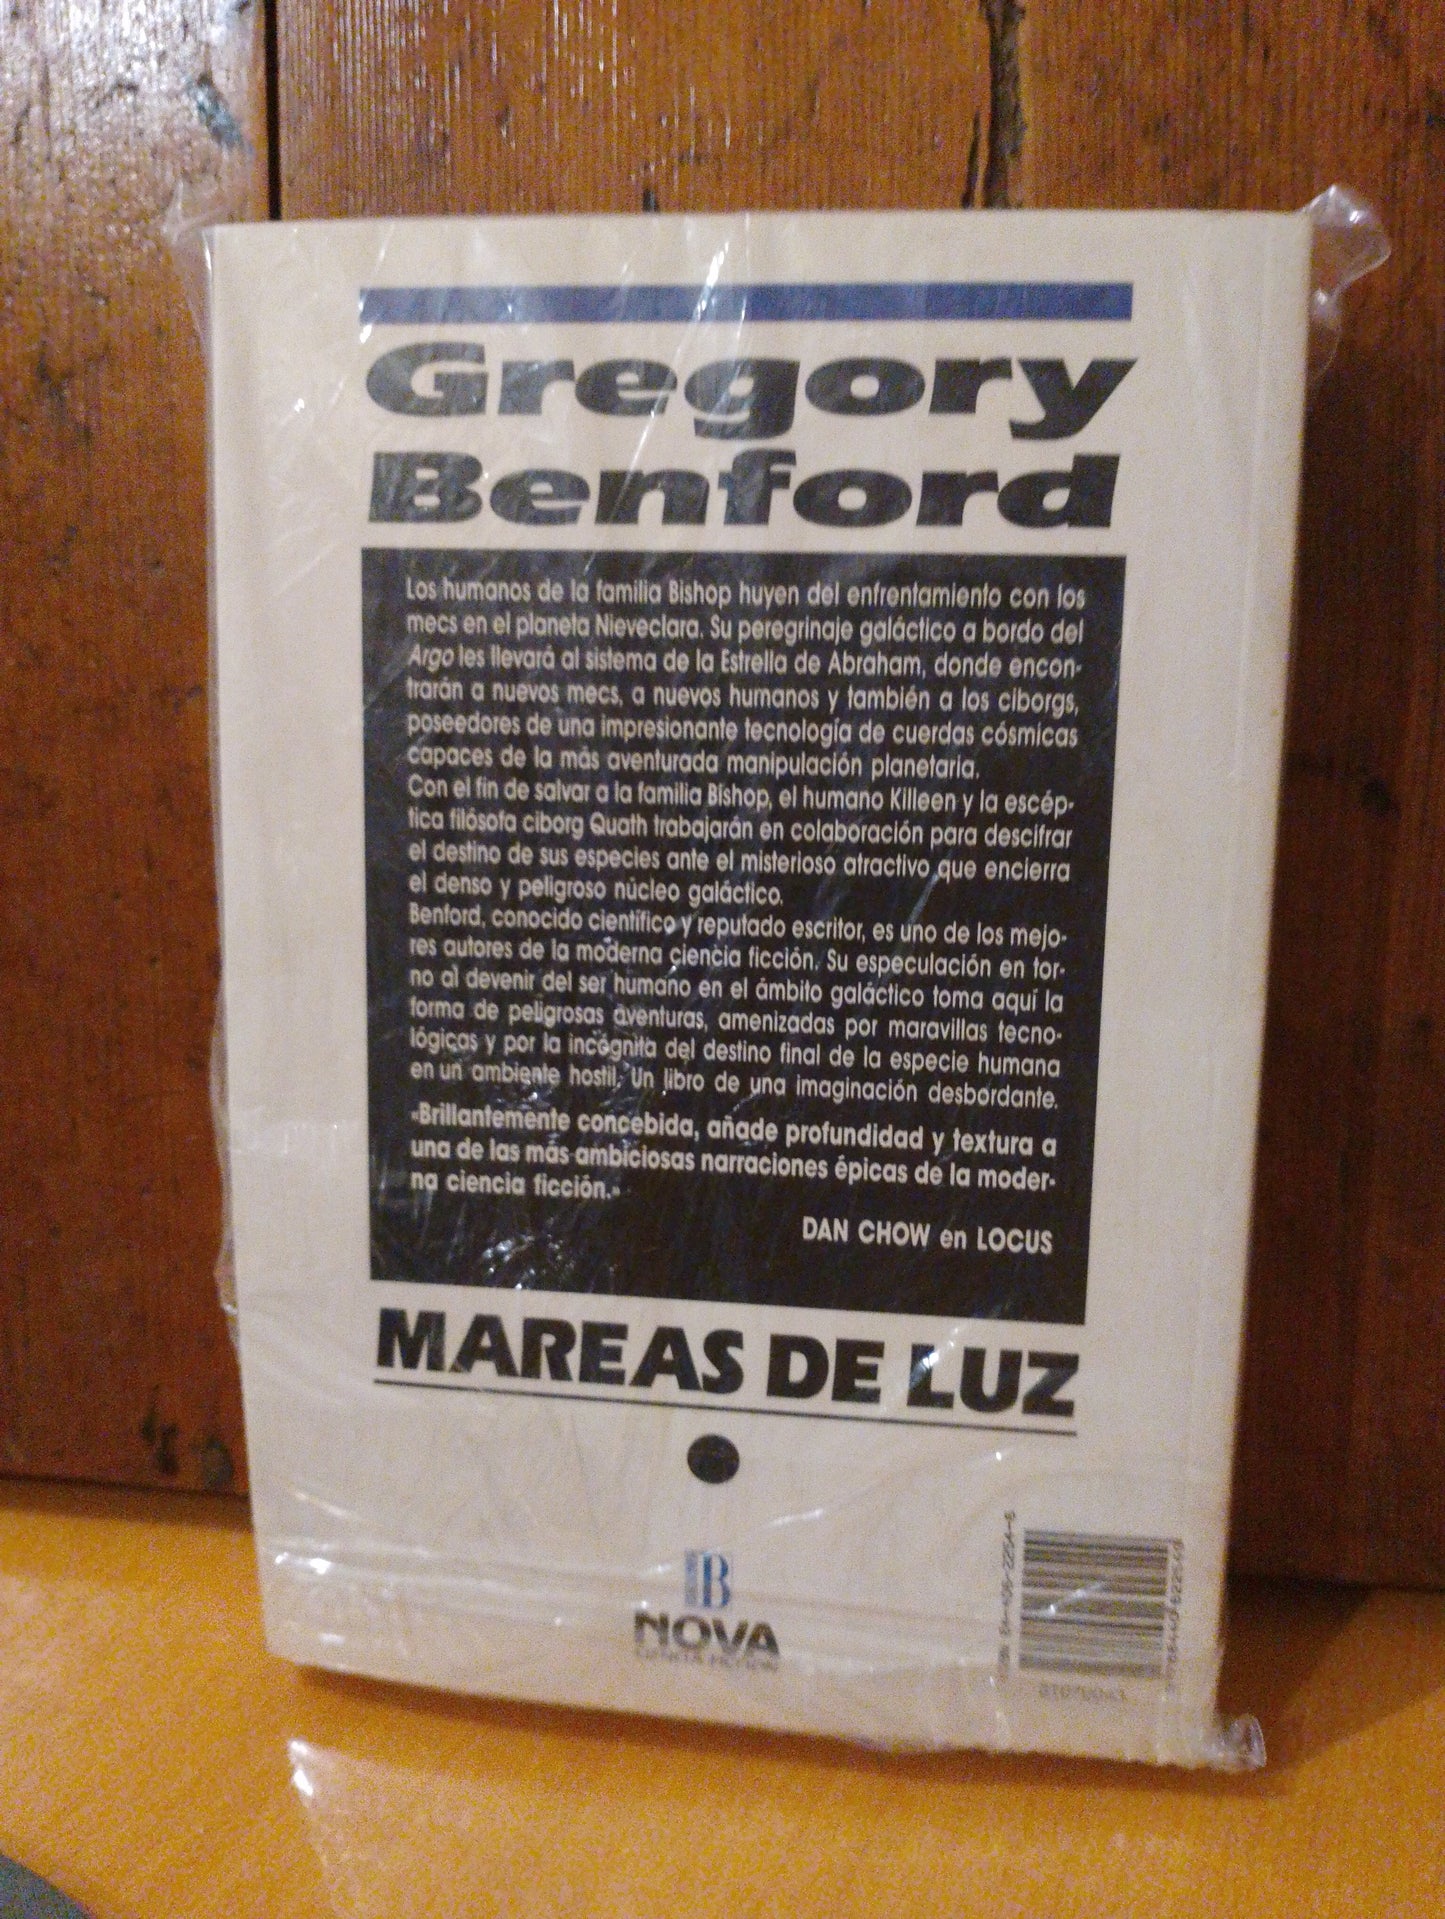 Gregory
Benford
Los humanos de la familia Bishop huyen del enfrentamiento con los
mecs en el planeta Nieveclara. Su peregrinaje galáctico a bordo del
Argo les llevará al sistema de la Estrella de Abraham, donde encon-
trarán a nuevos mecs, a nuevos humanos y también a los ciborgs,
poseedores de una impresionante tecnología de cuerdas cósmicas
capaces de la más aventurada manipulación planetaria.
Con el fin de salvar a la familia Bishop, el humano Killeen y la escép-
tica filósofa ciborg Quath trabajarán en colaboración para descifrar
el destino de sus especies ante el misterioso atractivo que encierra
el denso y peligroso núcleo galáctico.
Benford, conocido científico y reputado escritor, es uno de los mejo-
res autores de la moderna ciencia ficción. Su especulación en tor-
no al devenir del ser humano en el ámbito galáctico toma aquí la
forma de peligrosas aventuras, amenizadas por maravillas tecno-
lógicas y por la incógnita del destino final de la especie humana
en un ambiente hostil. Un libro de una imaginación desbordante.
«Brillantemente concebida, añade profundidad y textura a
una de las más ambiciosas narraciones épicas de la moder-
na ciencia ficción.»
DAN CHOW en LOCUS
MAREAS DE LUZ
B
NOVA
CIENCIA FICCION
84-406-2254-6